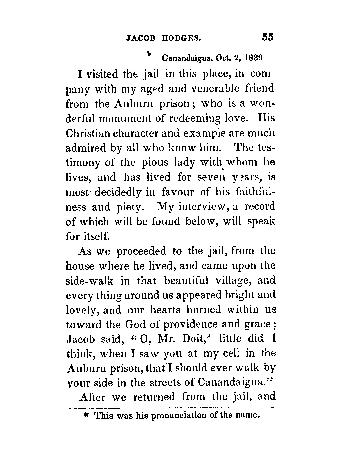 JACOB HODGES. 55
Canandaigua, Oct. 2, 1839
I visited the jail in this place, in com
pany with my aged and venerable friend
from the Auburn prison; who is a won-
derful monument of redeeming love. His
Christian character and example are much
admired by all who know him. The tes-
timony of the pious lady with whom he
lives, and has lived for seven years, is
most decidedly in favour of his faithful-
ness and piety. My interview, a record
of which will be found below, will speak
for itself.
As we proceeded to the jail, from the
house where he lived, and came upon the
side-walk in that beautiful village, and
every thing around us appeared bright and
lovely, and our hearts burned within us
toward the God of providence and grace;
Jacob said, "O, Mr. Doit,* little did I
think, when I saw you at my cell in the
Auburn prison, that I should ever walk by
your side in the streets of Canandaigua."
After we returned from the jail, and
* This was his pronunciation of the name.